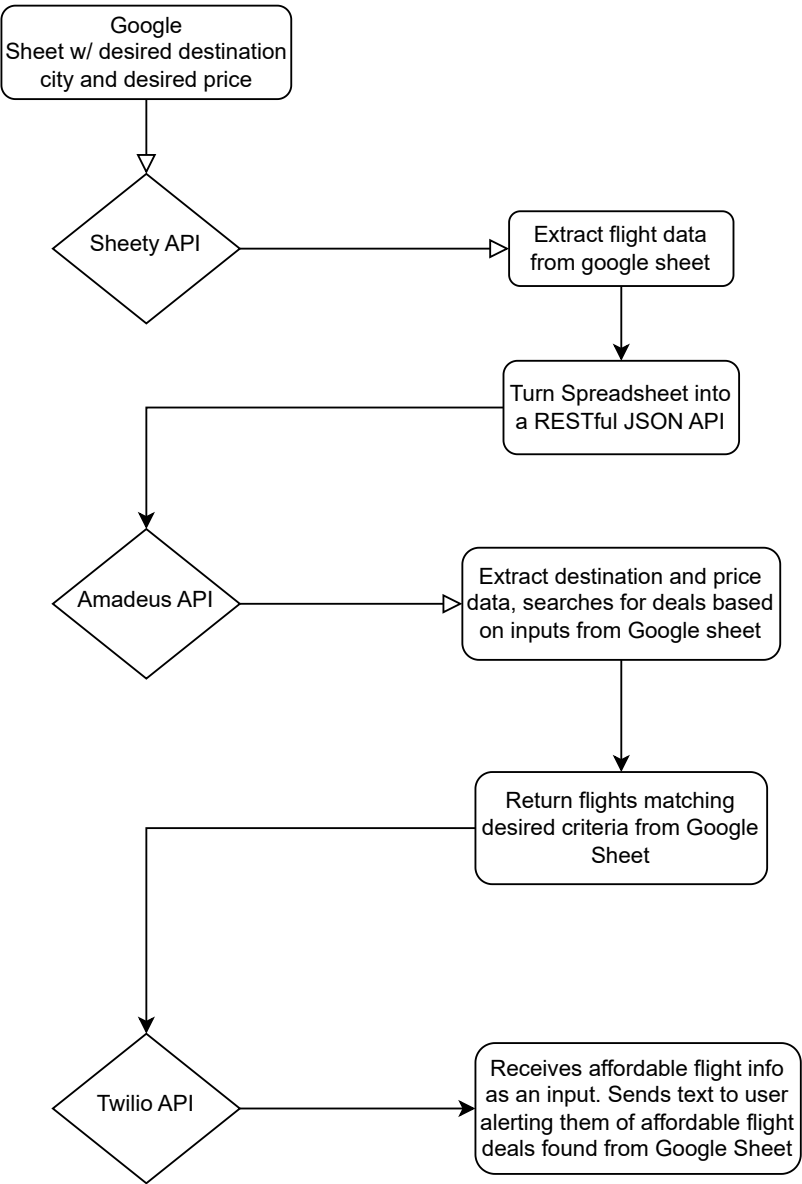 Google
Sheet w/ desired destination
city and desired price
Sheety API
Extract flight data
from google sheet
Turn Spreadsheet into
a RESTful JSON API
Amadeus API
Extract destination and price
data, searches for deals based
on inputs from Google sheet
Return flights matching
desired criteria from Google
Sheet
Twilio API
Receives affordable flight info
as an input. Sends text to user
alerting them of affordable flight
deals found from Google Sheet